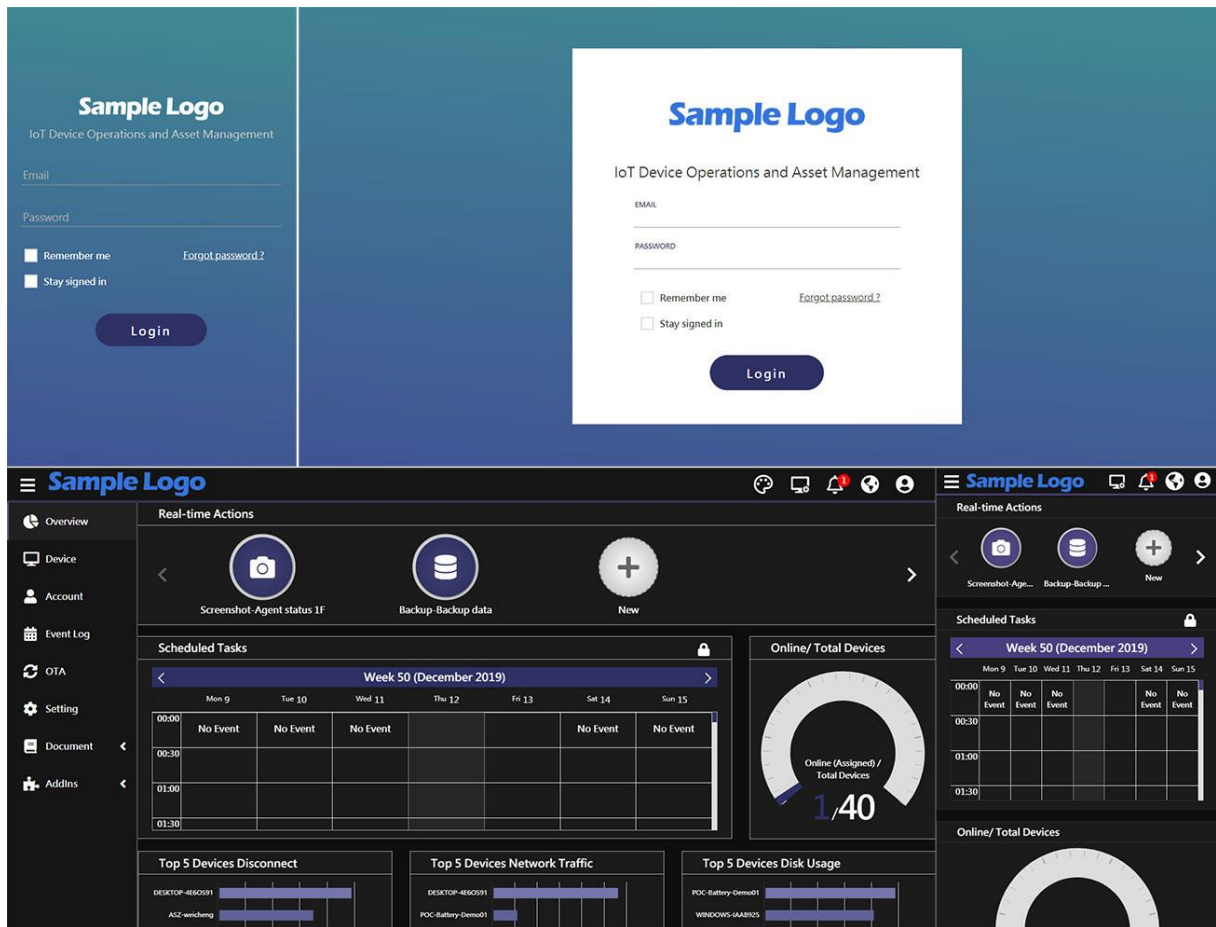 Sample Logo
IoT Device Operations and Asset Management
Email
Password
Remember me
Forgot password ?
Stay signed in
Login
Sample Logo
IoT Device Operations and Asset Management
EMAIL
PASSWORD
Remember me
Forgot password ?
Stay signed in
Login
Sample Logo
1
Overview
Device
Account
Event Log
OTA
Setting
Document
AddIns
Real-time Actions
Screenshot-Agent status 1F
Backup-Backup data
New
Scheduled Tasks
Week 50 (December 2019)
Mon 9 Tue 10 Wed 11 Thu 12 Fri 13 Sat 14 Sun 15
00:00 No Event No Event No Event No Event No Event
00:30
01:00
01:30
Online/ Total Devices
Online (Assigned) /
Total Devices
1/40
Top 5 Devices Disconnect
DESKTOP-4E6O591
ASZ-weicheng
Top 5 Devices Network Traffic
DESKTOP-4E6O591
POC-Battery-Demo01
Top 5 Devices Disk Usage
POC-Battery-Demo01
WINDOWS-IAAB925
Sample Logo
1
Real-time Actions
Screenshot-Age...
Backup-Backup ...
New
Scheduled Tasks
Week 50 (December 2019)
Mon 9 Tue 10 Wed 11 Thu 12 Fri 13 Sat 14 Sun 15
00:00 No No No No No
Event Event Event Event Event
00:30
01:00
01:30
Online/ Total Devices